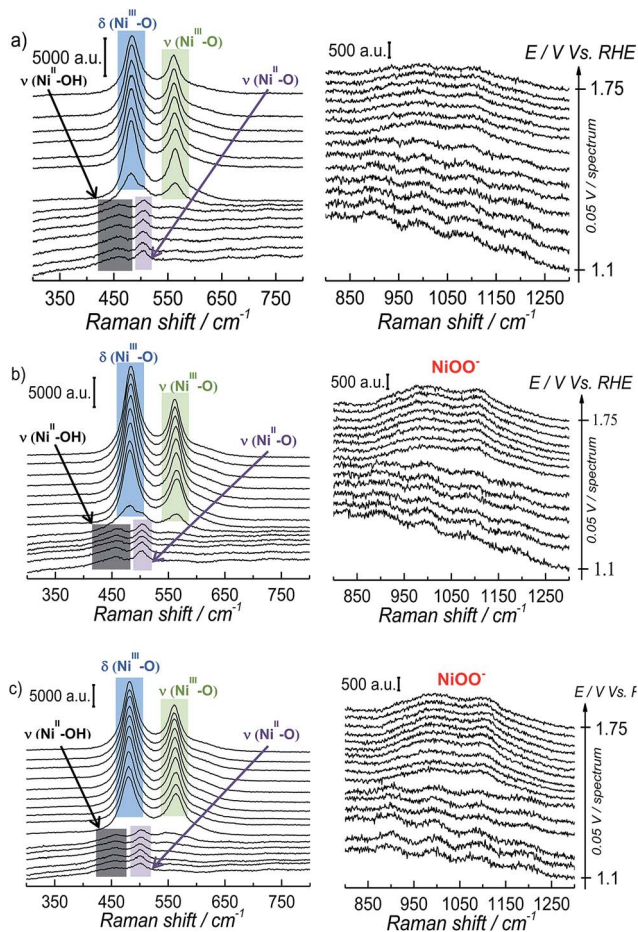 a)
5000 a.u.
δ (Ni^III-O)
ν (Ni^III-O)
ν (Ni^II-OH)
ν (Ni^II-O)
350 450 550 650 750
Raman shift / cm⁻¹
500 a.u.
E / V Vs. RHE
1.75
0.05 V / spectrum
1.1
850 950 1050 1150 1250
Raman shift / cm⁻¹
b)
5000 a.u.
δ (Ni^III-O)
ν (Ni^III-O)
ν (Ni^II-OH)
ν (Ni^II-O)
350 450 550 650 750
Raman shift / cm⁻¹
NiOO⁻
500 a.u.
E / V Vs. RHE
1.75
0.05 V / spectrum
1.1
850 950 1050 1150 1250
Raman shift / cm⁻¹
c)
5000 a.u.
δ (Ni^III-O)
ν (Ni^III-O)
ν (Ni^II-OH)
ν (Ni^II-O)
350 450 550 650 750
Raman shift / cm⁻¹
NiOO⁻
500 a.u.
E / V Vs. F
1.75
0.05 V / spectrum
1.1
850 950 1050 1150 1250
Raman shift / cm⁻¹